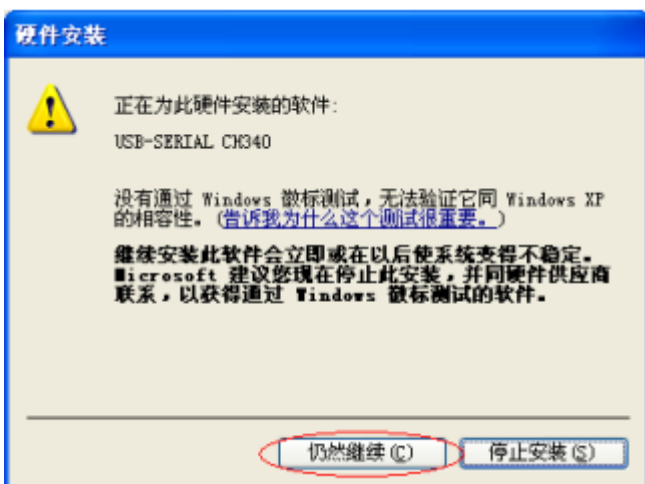 硬件安装
正在为此硬件安装的软件:
USB-SERIAL CH340
没有通过 Windows 徽标测试，无法验证它同 Windows XP
的相容性。(告诉我为什么这个测试很重要。)
继续安装此软件会立即或在以后使系统变得不稳定。
Microsoft 建议您现在停止此安装，并同硬件供应商
联系，以获得通过 Windows 徽标测试的软件。
仍然继续(C)
停止安装(S)